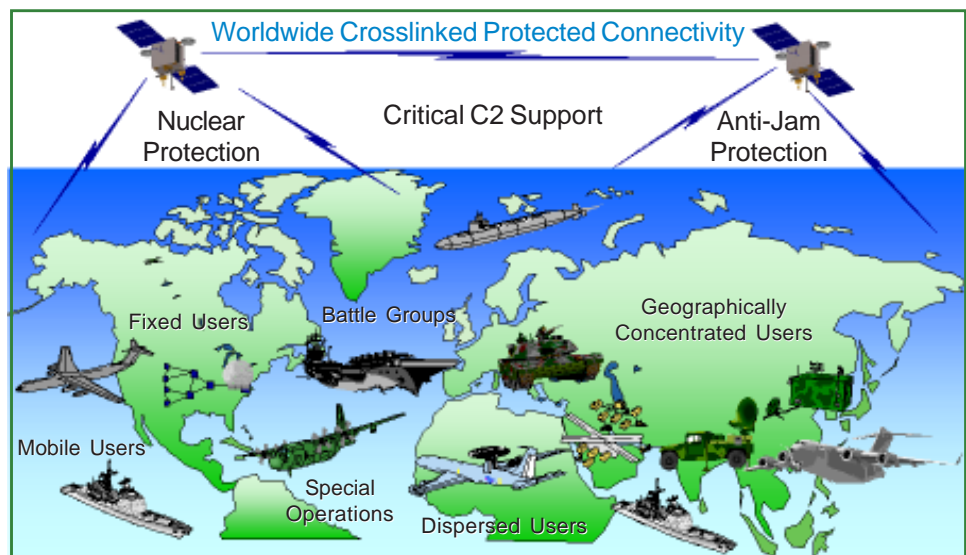 Worldwide Crosslinked Protected Connectivity
Nuclear
Protection
Critical C2 Support
Anti-Jam
Protection
Fixed Users
Battle Groups
Geographically
Concentrated Users
Mobile Users
Special
Operations
Dispersed Users